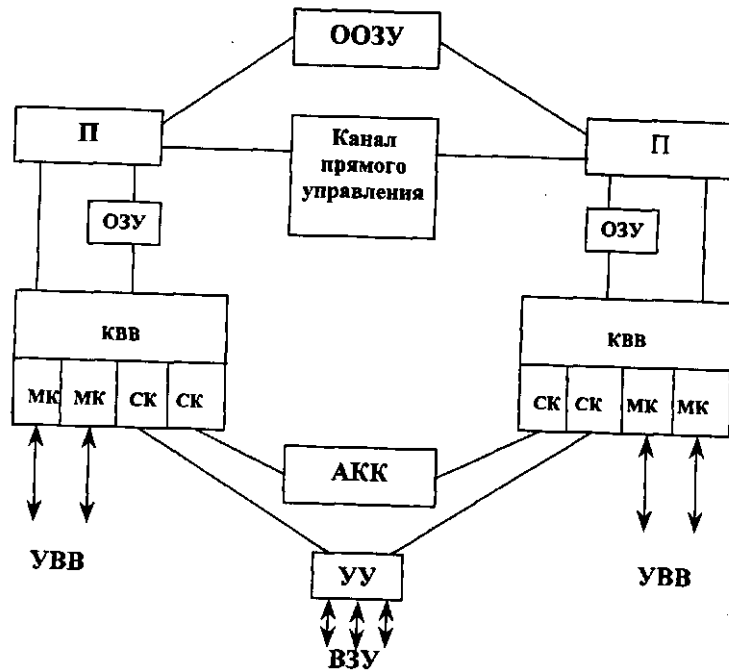 ООЗУ
П
Канал
прямого
управления
П
ОЗУ
ОЗУ
КВВ
КВВ
МК МК СК СК
СК СК МК МК
АКК
УВВ
УУ
УВВ
ВЗУ